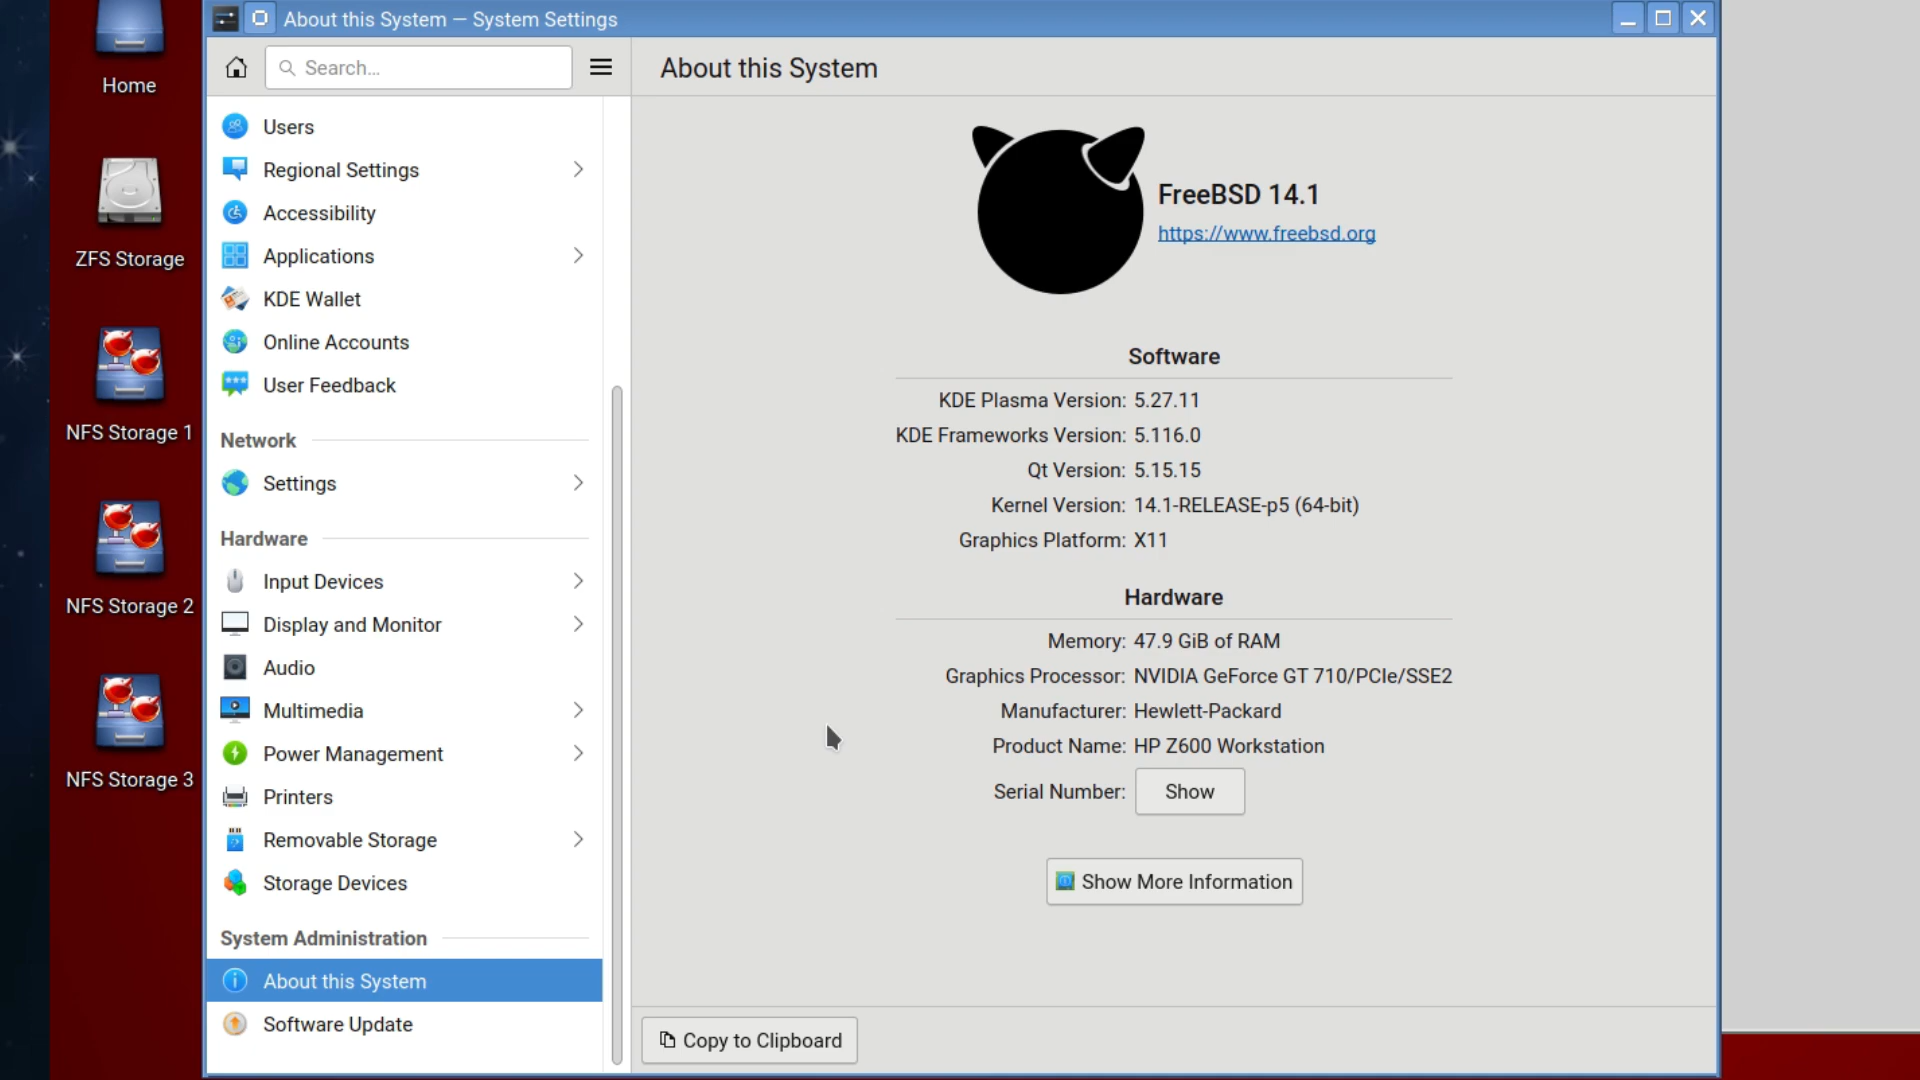 About this System — System Settings
Home
ZFS Storage
NFS Storage 1
NFS Storage 2
NFS Storage 3
Search...
Users
Regional Settings
Accessibility
Applications
KDE Wallet
Online Accounts
User Feedback
Network
Settings
Hardware
Input Devices
Display and Monitor
Audio
Multimedia
Power Management
Printers
Removable Storage
Storage Devices
System Administration
About this System
Software Update
About this System
FreeBSD 14.1
https://www.freebsd.org
Software
KDE Plasma Version: 5.27.11
KDE Frameworks Version: 5.116.0
Qt Version: 5.15.15
Kernel Version: 14.1-RELEASE-p5 (64-bit)
Graphics Platform: X11
Hardware
Memory: 47.9 GiB of RAM
Graphics Processor: NVIDIA GeForce GT 710/PCIe/SSE2
Manufacturer: Hewlett-Packard
Product Name: HP Z600 Workstation
Serial Number: Show
Show More Information
Copy to Clipboard